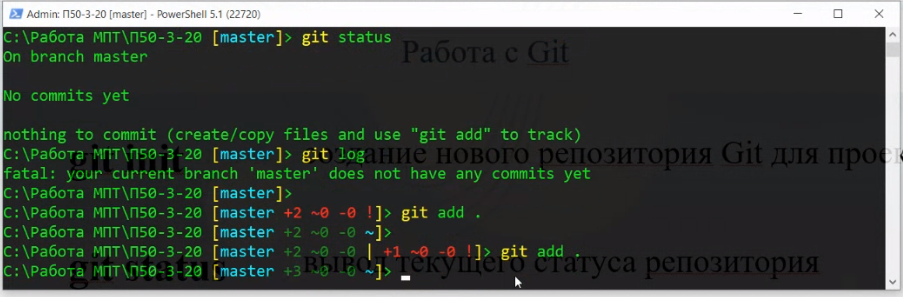 Admin: П50-3-20 [master] - PowerShell 5.1 (22720)
C:\Работа МПТ\П50-3-20 [master]> git status
On branch master
Работа с Git
No commits yet
nothing to commit (create/copy files and use "git add" to track)
C:\Работа МПТ\П50-3-20 [master]> git log
git init
создание нового репозитория Git для проек
fatal: your current branch 'master' does not have any commits yet
C:\Работа МПТ\П50-3-20 [master]>
C:\Работа МПТ\П50-3-20 [master +2 ~0 -0 !]> git add .
C:\Работа МПТ\П50-3-20 [master +2 ~0 -0 ~]>
C:\Работа МПТ\П50-3-20 [master +2 ~0 -0 | +1 ~0 -0 !]> git add .
git status
вывод текущего статуса репозитория
C:\Работа МПТ\П50-3-20 [master +3 ~0 -0 ~]>